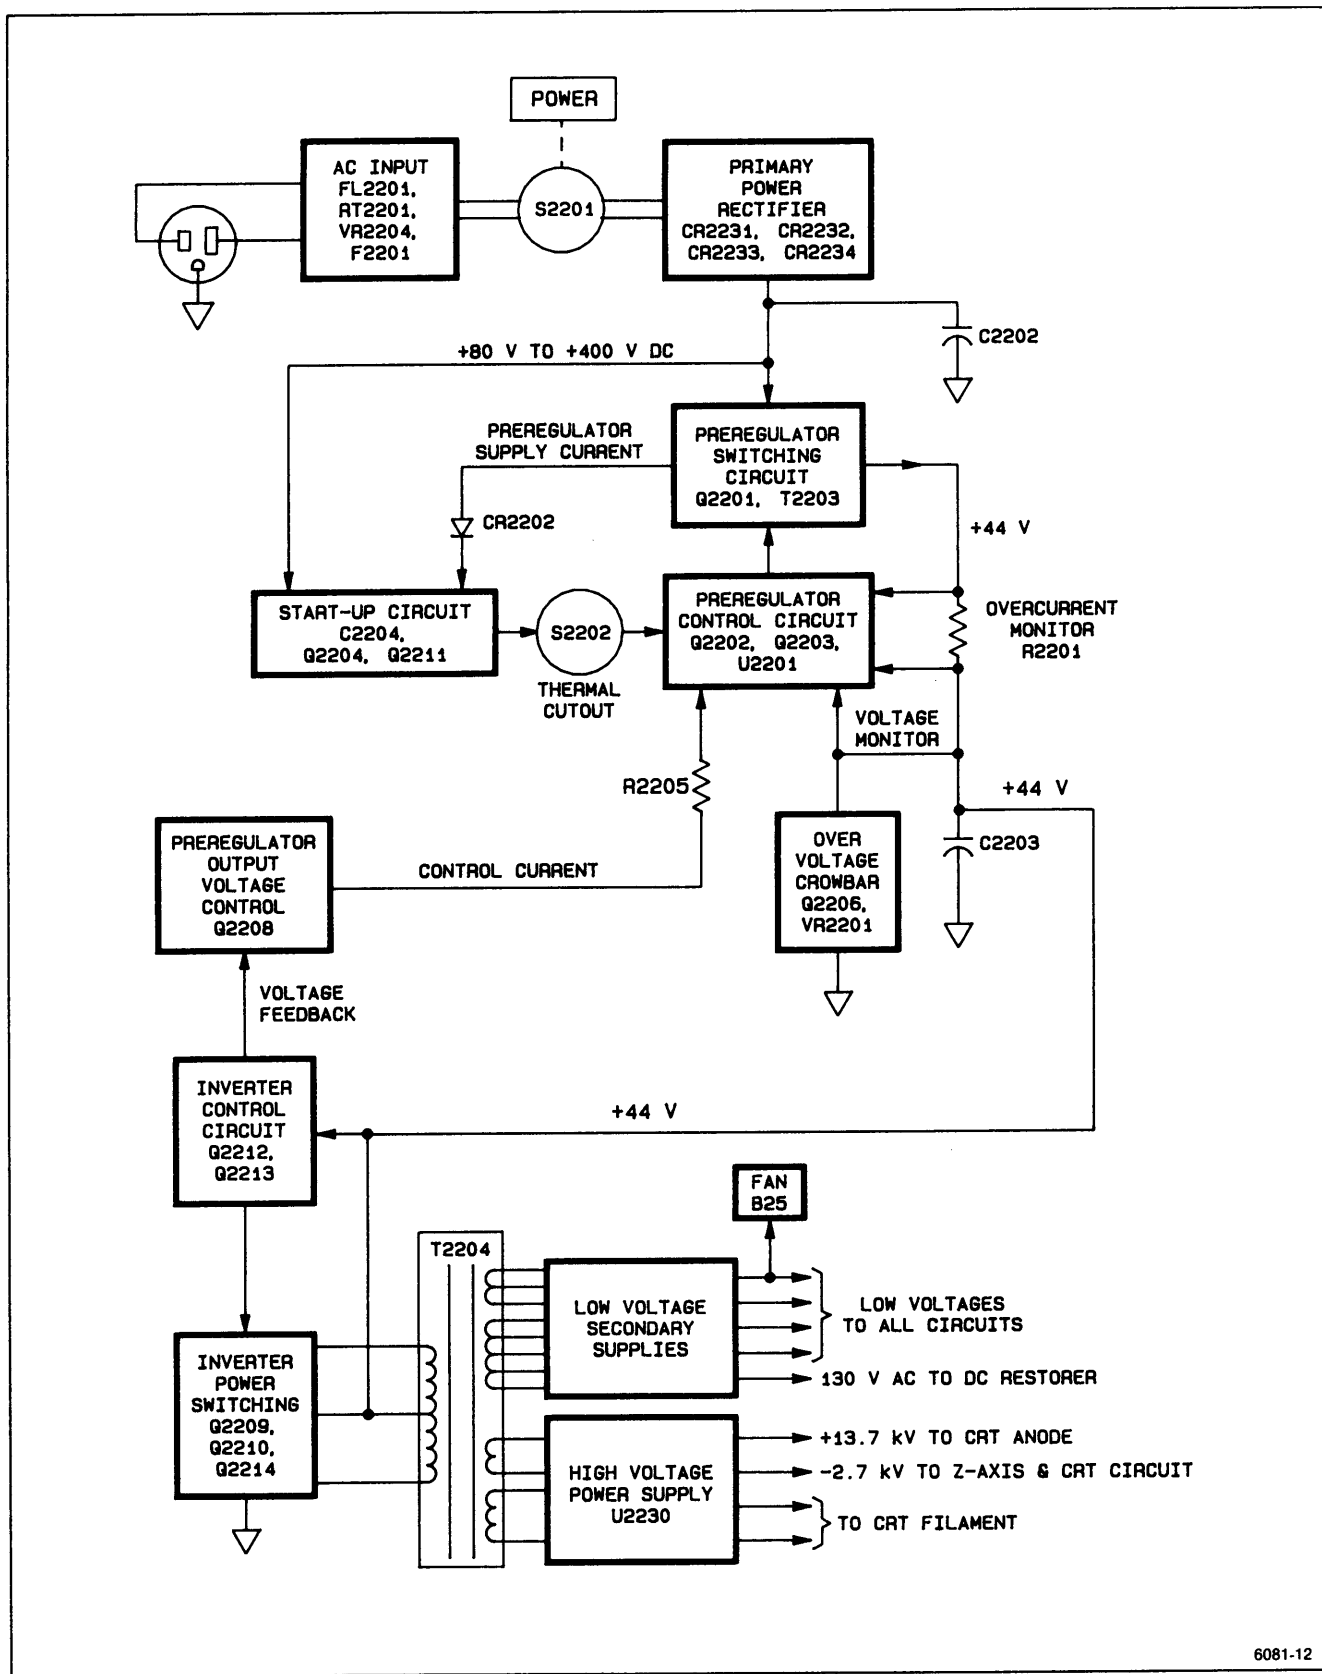 POWER
AC INPUT
FL2201,
RT2201,
VR2204,
F2201
S2201
PRIMARY
POWER
RECTIFIER
CR2231, CR2232,
CR2233, CR2234
C2202
+80 V TO +400 V DC
PREREGULATOR
SUPPLY CURRENT
PREREGULATOR
SWITCHING
CIRCUIT
Q2201, T2203
CR2202
+44 V
START-UP CIRCUIT
C2204,
Q2204, Q2211
S2202
THERMAL
CUTOUT
PREREGULATOR
CONTROL CIRCUIT
Q2202, Q2203,
U2201
OVERCURRENT
MONITOR
R2201
VOLTAGE
MONITOR
R2205
+44 V
PREREGULATOR
OUTPUT
VOLTAGE
CONTROL
Q2208
CONTROL CURRENT
OVER
VOLTAGE
CROWBAR
Q2206,
VR2201
C2203
VOLTAGE
FEEDBACK
INVERTER
CONTROL
CIRCUIT
Q2212,
Q2213
+44 V
FAN
B25
T2204
LOW VOLTAGE
SECONDARY
SUPPLIES
LOW VOLTAGES
TO ALL CIRCUITS
130 V AC TO DC RESTORER
INVERTER
POWER
SWITCHING
Q2209,
Q2210,
Q2214
HIGH VOLTAGE
POWER SUPPLY
U2230
+13.7 kV TO CRT ANODE
-2.7 kV TO Z-AXIS & CRT CIRCUIT
TO CRT FILAMENT
6081-12